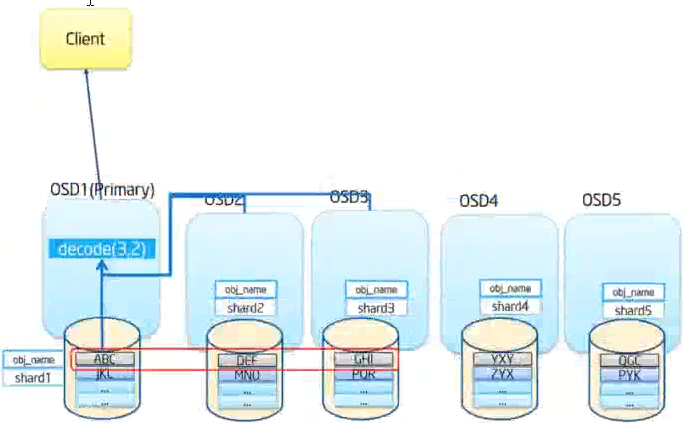 Client
OSD1(Primary)
OSD2
OSD3
OSD4
OSD5
decode(3,2)
obj_name
shard2
obj_name
shard3
obj_name
shard4
obj_name
shard5
obj_name
shard1
ABC
DEF
GHI
YXY
QGC
JKL
MNO
PQR
ZYX
PYK
...
...
...
...
...
...
...
...
...
...